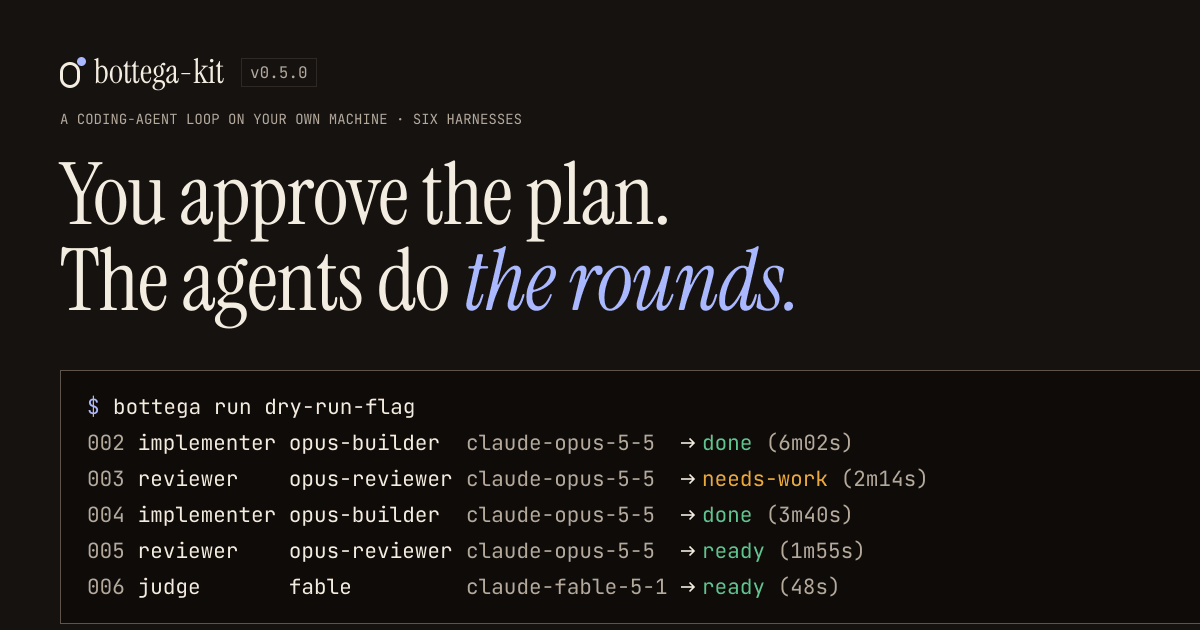 bottega-kit v0.5.0
A CODING-AGENT LOOP ON YOUR OWN MACHINE · SIX HARNESSES
You approve the plan.
The agents do the rounds.
$ bottega run dry-run-flag
002 implementer opus-builder claude-opus-5-5 → done (6m02s)
003 reviewer opus-reviewer claude-opus-5-5 → needs-work (2m14s)
004 implementer opus-builder claude-opus-5-5 → done (3m40s)
005 reviewer opus-reviewer claude-opus-5-5 → ready (1m55s)
006 judge fable claude-fable-5-1 → ready (48s)